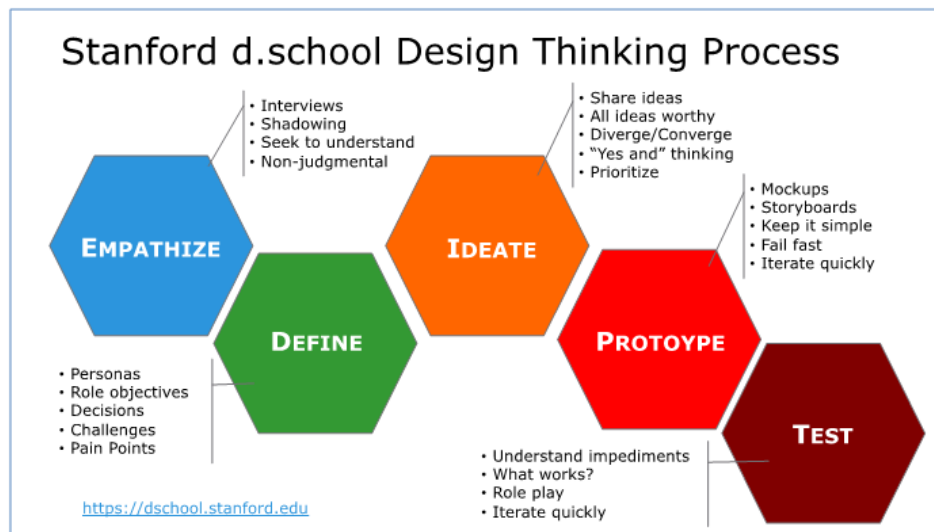 Stanford d.school Design Thinking Process
• Interviews
• Shadowing
• Seek to understand
• Non-judgmental
EMPATHIZE
• Personas
• Role objectives
• Decisions
• Challenges
• Pain Points
DEFINE
• Share ideas
• All ideas worthy
• Diverge/Converge
• “Yes and” thinking
• Prioritize
IDEATE
• Mockups
• Storyboards
• Keep it simple
• Fail fast
• Iterate quickly
PROTOYPE
• Understand impediments
• What works?
• Role play
• Iterate quickly
TEST
https://dschool.stanford.edu